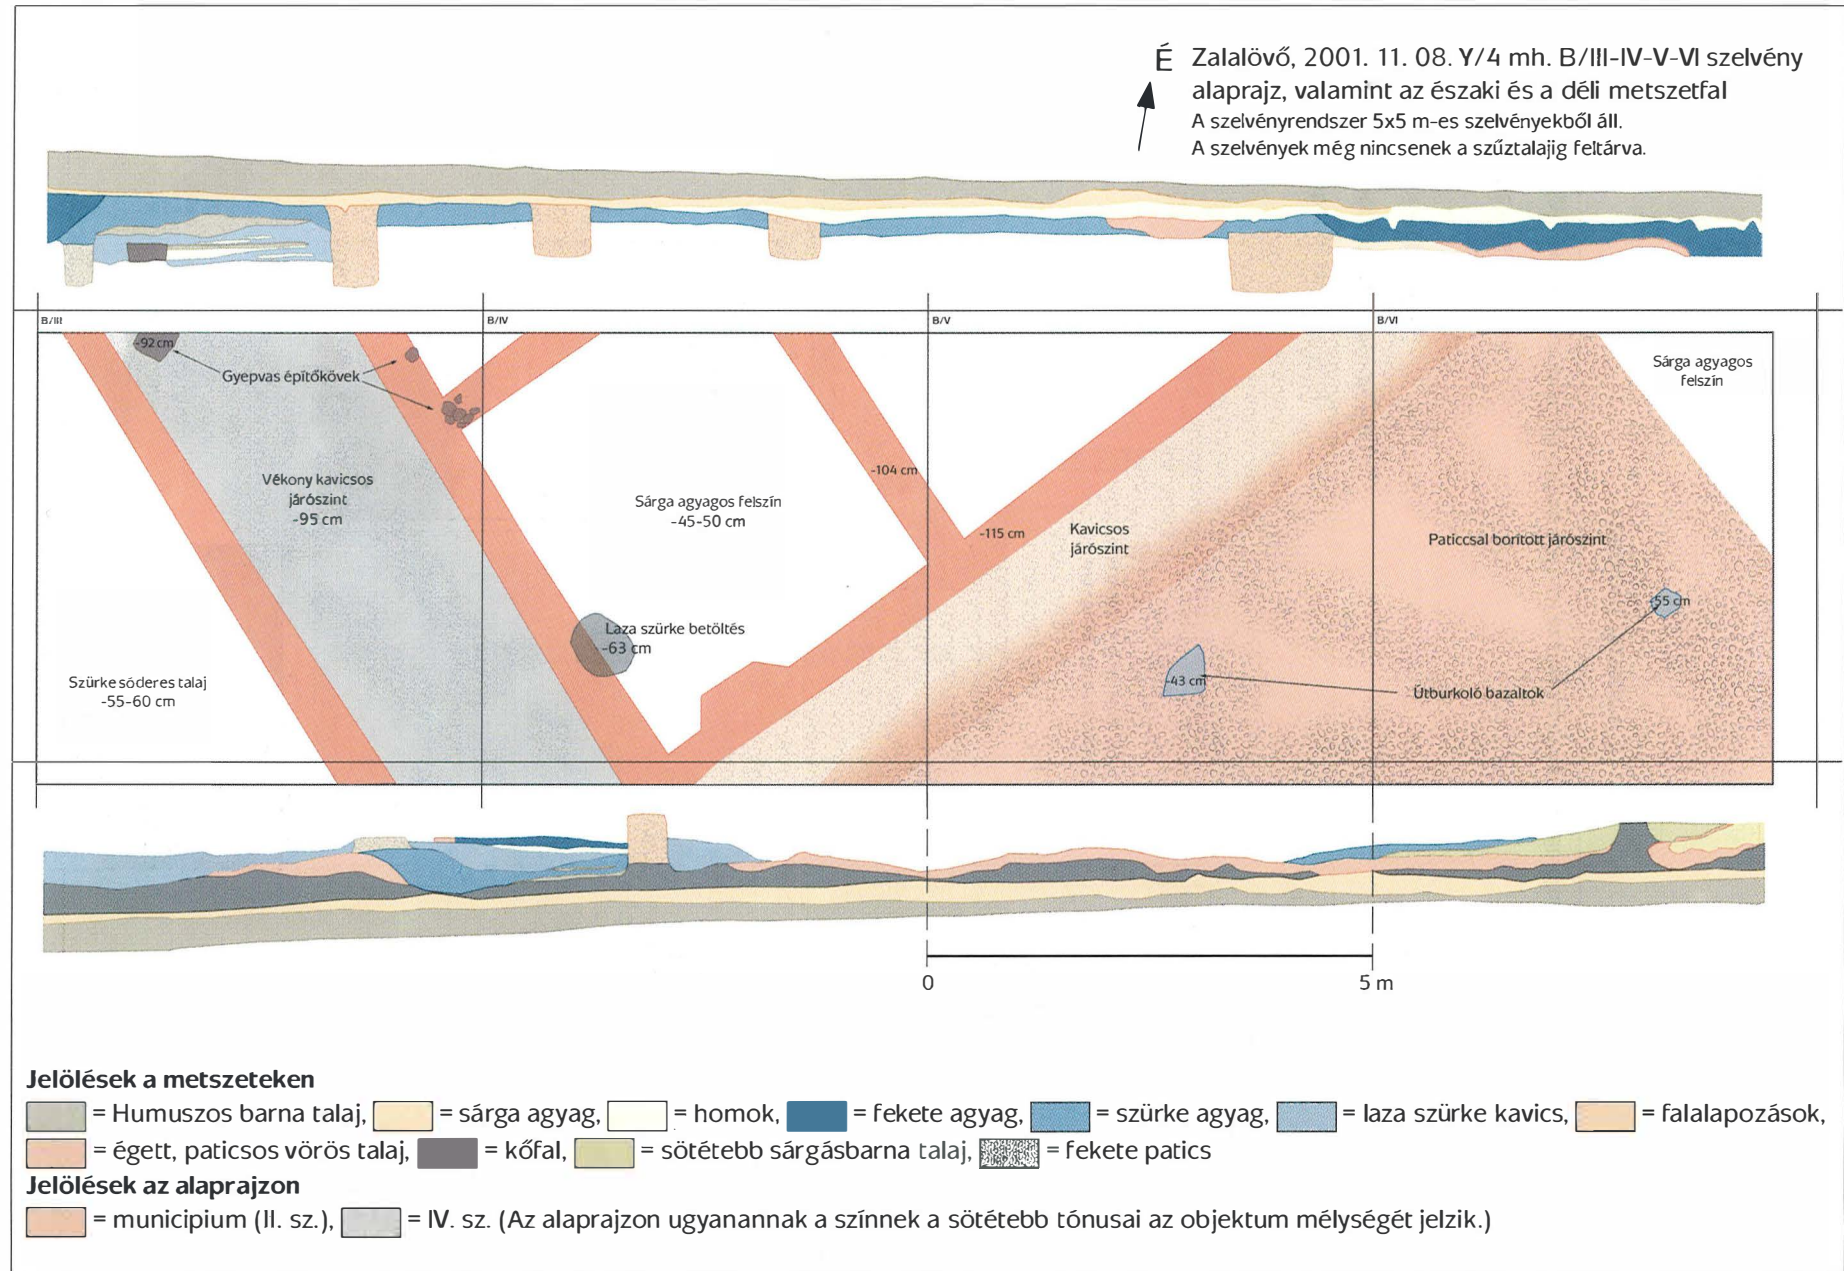 É Zalalövő, 2001. 11. 08. Y/4 mh. B/III-IV-V-VI szelvény
alaprajz, valamint az északi és a déli metszetfal
A szelvényrendszer 5x5 m-es szelvényekből áll.
A szelvények még nincsenek a szűztalajig feltárva.
B/III
B/IV
B/V
B/VI
-92 cm
Gyepvas építőkövek
Sárga agyagos
felszín
Vékony kavicsos
járószint
-95 cm
-104 cm
Sárga agyagos felszín
-45-50 cm
-115 cm
Kavicsos
járószint
Paticcsal borított járószint
-55 cm
Laza szürke betöltés
-63 cm
Szürke sóderes talaj
-55-60 cm
-43 cm
Útburkoló bazaltok
0
5 m
Jelölések a metszeteken
= Humuszos barna talaj, = sárga agyag, = homok, = fekete agyag, = szürke agyag, = laza szürke kavics, = falalapozások,
= égett, paticsos vörös talaj, = kőfal, = sötétebb sárgásbarna talaj, = fekete patics
Jelölések az alaprajzon
= municipium (II. sz.), = IV. sz. (Az alaprajzon ugyanannak a színnek a sötétebb tónusai az objektum mélységét jelzik.)